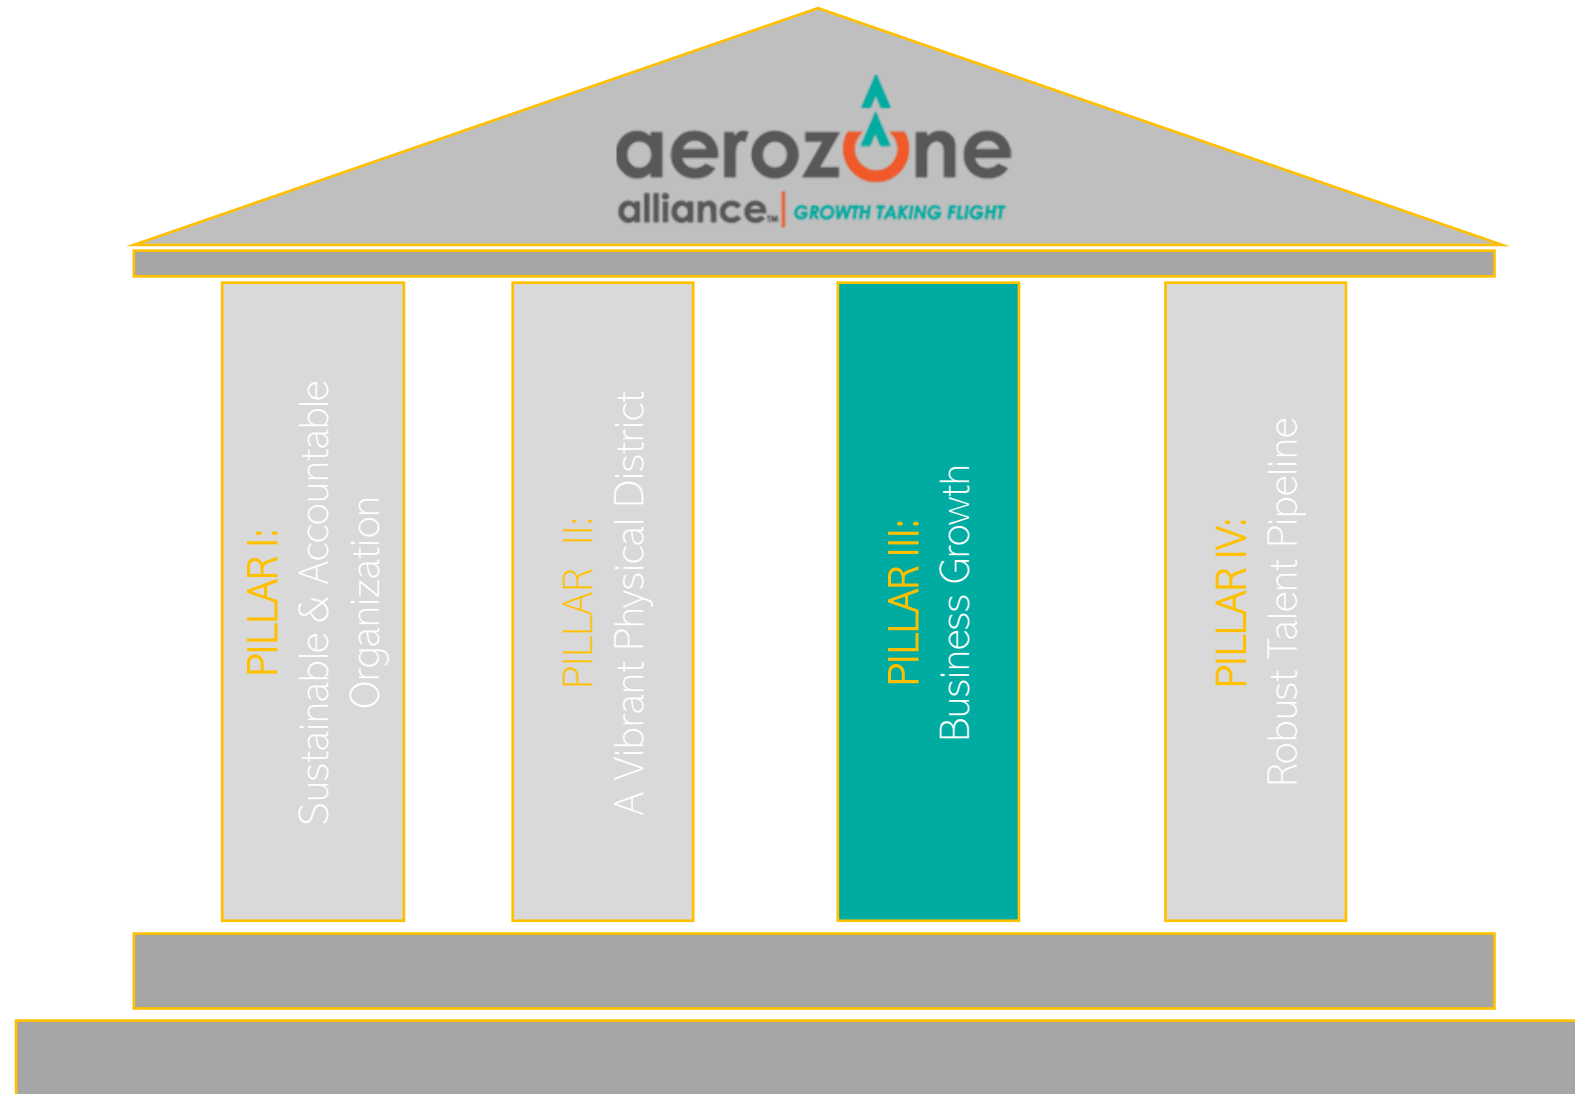 aerozone
alliance™ GROWTH TAKING FLIGHT
PILLAR I:
Sustainable & Accountable
Organization
PILLAR II:
A Vibrant Physical District
PILLAR III:
Business Growth
PILLAR IV:
Robust Talent Pipeline